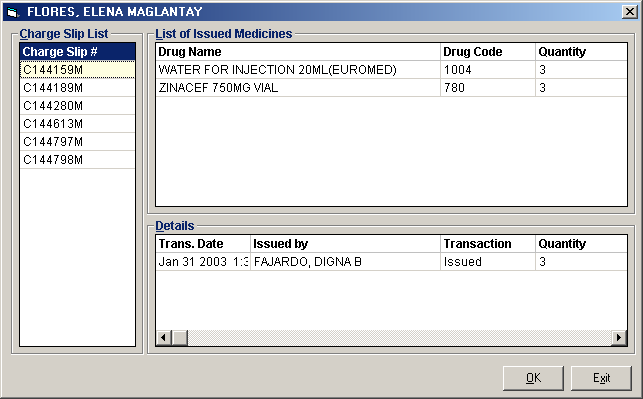 FLORES, ELENA MAGLANTAY
Charge Slip List
Charge Slip #
C144159M
C144189M
C144280M
C144613M
C144797M
C144798M
List of Issued Medicines
Drug Name Drug Code Quantity
WATER FOR INJECTION 20ML(EUROMED) 1004 3
ZINACEF 750MG VIAL 780 3
Details
Trans. Date Issued by Transaction Quantity
Jan 31 2003 1:3 FAJARDO, DIGNA B Issued 3
OK Exit